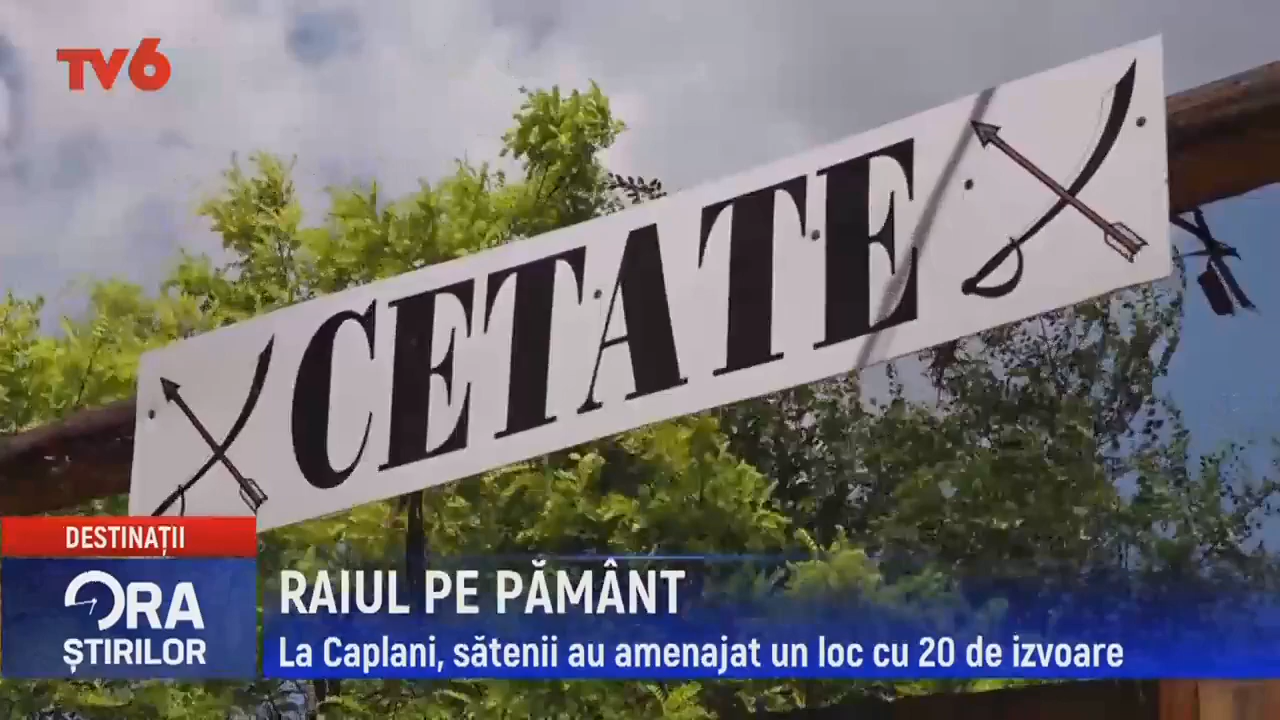 TV6
CETATE
DESTINAȚII
ORA
ȘTIRILOR
RAIUL PE PĂMÂNT
La Caplani, sătenii au amenajat un loc cu 20 de izvoare